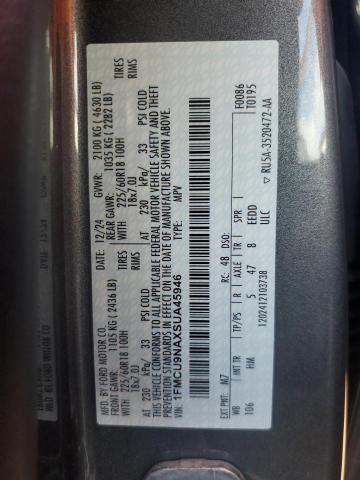 MFD. BY FORD MOTOR CO.
DATE: 12/24 GVWR: 2100 KG ( 4630 LB)
FRONT GAWR: 1105 KG ( 2436 LB) REAR GAWR: 1035 KG ( 2282 LB)
225/60R18 100H TIRES 225/60R18 100H TIRES
18x7.0J RIMS 18x7.0J RIMS
AT 230 kPa/ 33 PSI COLD AT 230 kPa/ 33 PSI COLD
THIS VEHICLE CONFORMS TO ALL APPLICABLE FEDERAL MOTOR VEHICLE SAFETY AND THEFT
PREVENTION STANDARDS IN EFFECT ON THE DATE OF MANUFACTURE SHOWN ABOVE.
VIN: 1FMCU9NAXSUA45946
TYPE: MPV
F0086
T0195
EXT PNT: M7 RC: 48 DSO:
WB INT TR TP/PS R AXLE TR SPR
106 HM 5 47 8 EEDD
ULC
1202412103738
▽ RU5A-3520472-AA